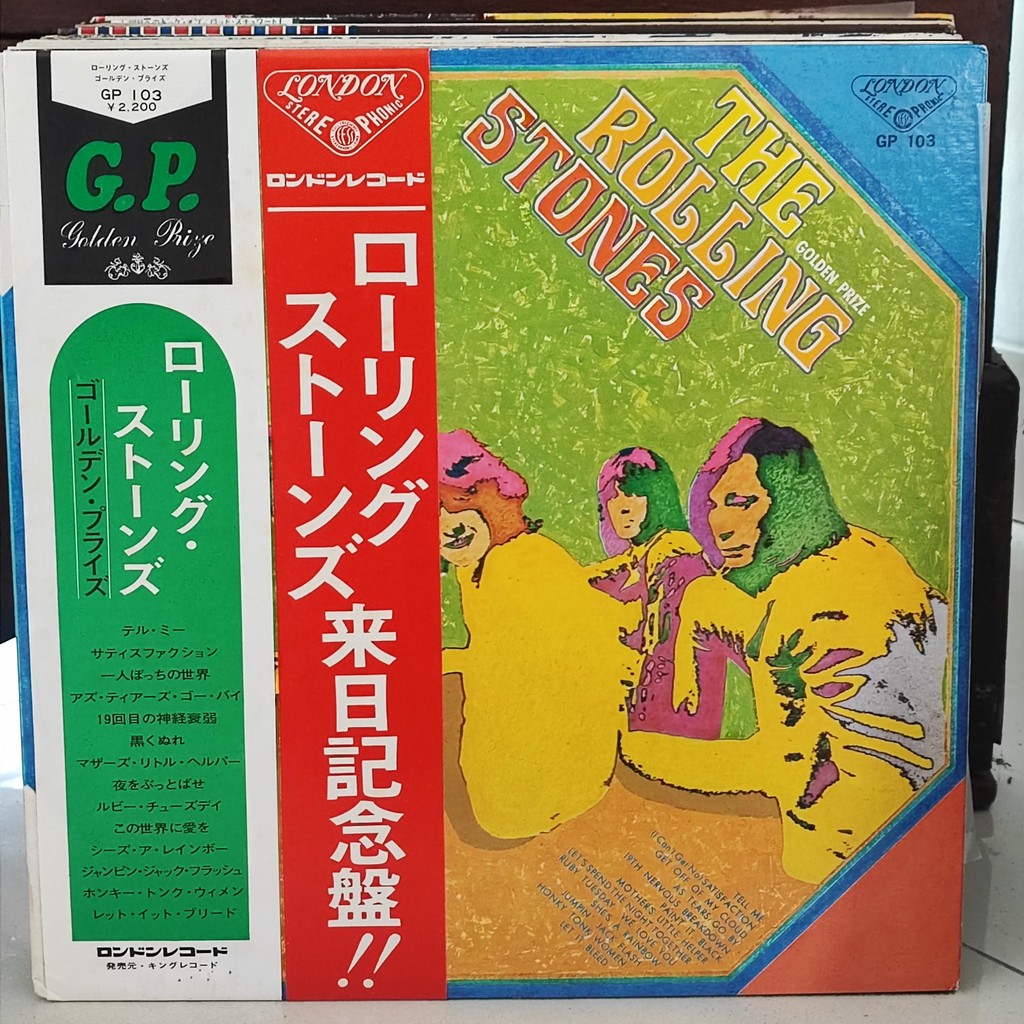 ローリング・ストーンズ
ゴールデン・プライズ
GP 103
¥2,200
G.P.
Golden Prize
ローリング・
ストーンズ
ゴールデン・プライズ
テル・ミー
サティスファクション
一人ぼっちの世界
アズ・ティアーズ・ゴー・バイ
19回目の神経衰弱
黒くぬれ
マザーズ・リトル・ヘルパー
夜をぶっとばせ
ルビー・チューズデイ
この世界に愛を
シーズ・ア・レインボー
ジャンピン・ジャック・フラッシュ
ホンキー・トンク・ウィメン
レット・イット・ブリード
ロンドンレコード
発売元・キングレコード
LONDON
STEREO PHONIC
ロンドンレコード
ローリング
ストーンズ
来日記念盤!!
THE
ROLLING
STONES
GOLDEN PRIZE
LONDON
STEREO PHONIC
GP 103
TELL ME
(I Can't Get No) SATISFACTION
GET OFF OF MY CLOUD
AS TEARS GO BY
19TH NERVOUS BREAKDOWN
PAINT IT BLACK
MOTHERS LITTLE HELPER
LET'S SPEND THE NIGHT TOGETHER
RUBY TUESDAY
WE LOVE YOU
SHE'S A RAINBOW
JUMPIN' JACK FLASH
HONKY TONK WOMEN
LET IT BLEED